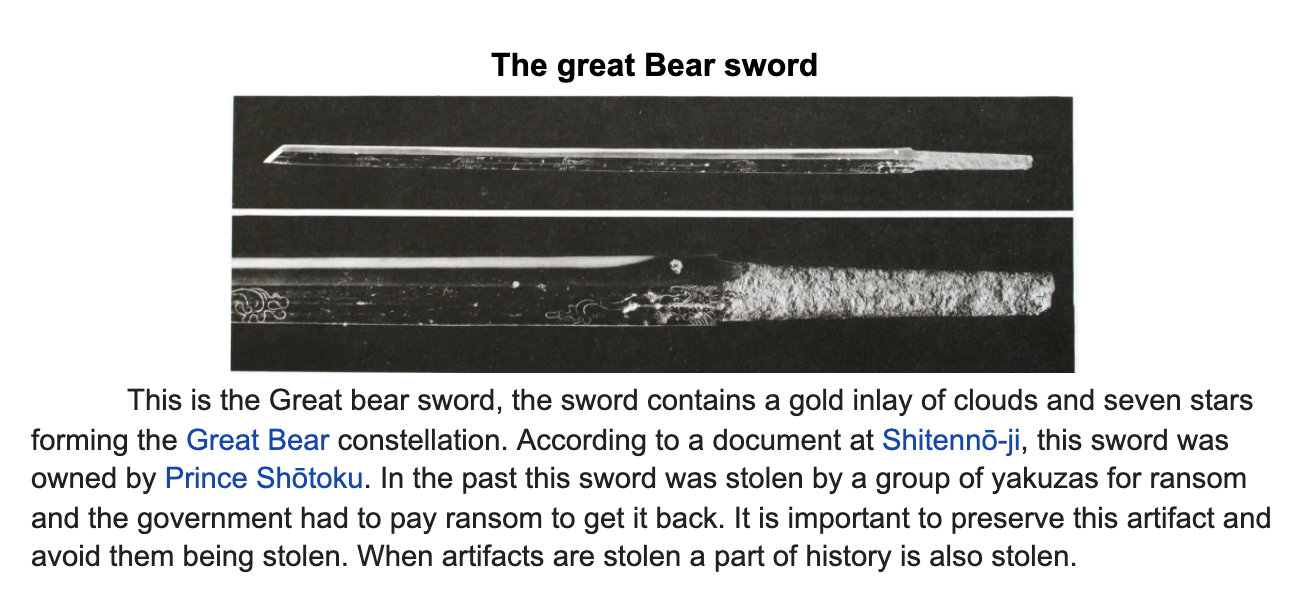 The great Bear sword
This is the Great bear sword, the sword contains a gold inlay of clouds and seven stars
forming the Great Bear constellation. According to a document at Shitennō-ji, this sword was
owned by Prince Shōtoku. In the past this sword was stolen by a group of yakuzas for ransom
and the government had to pay ransom to get it back. It is important to preserve this artifact and
avoid them being stolen. When artifacts are stolen a part of history is also stolen.